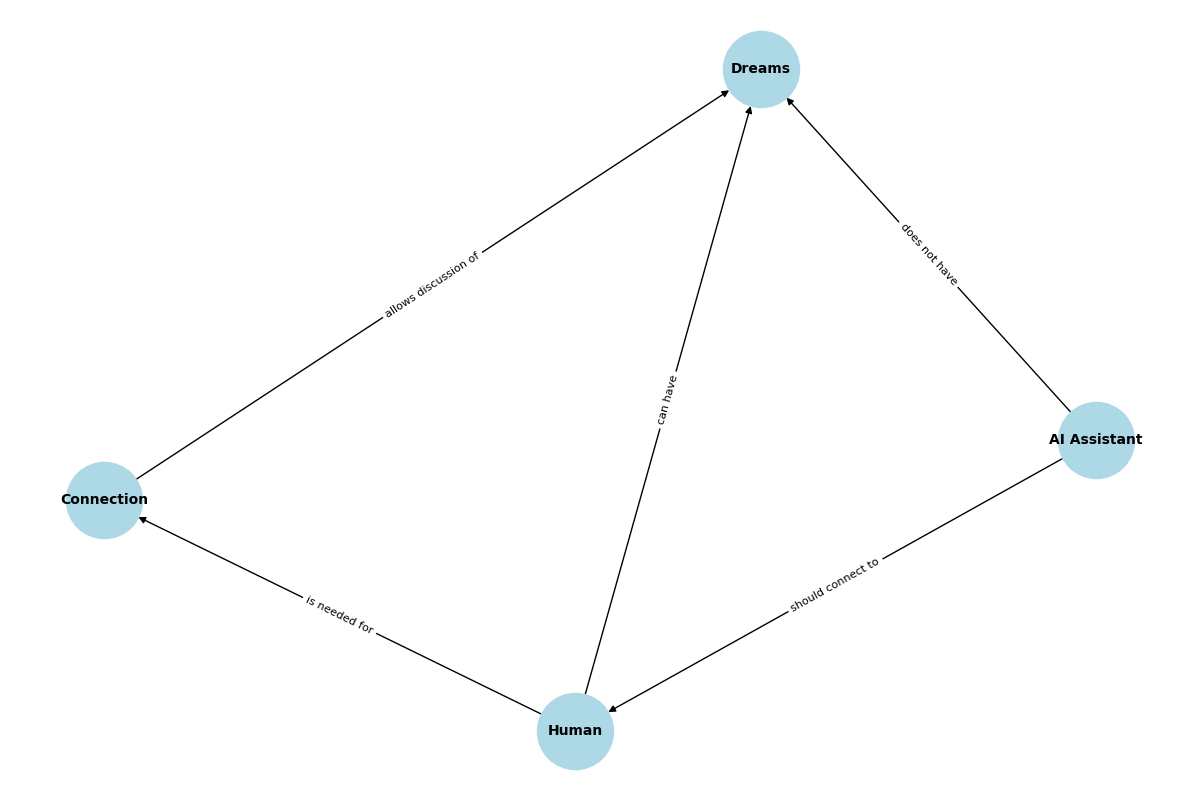 Dreams
does not have
allows discussion of
can have
AI Assistant
Connection
should connect to
is needed for
Human